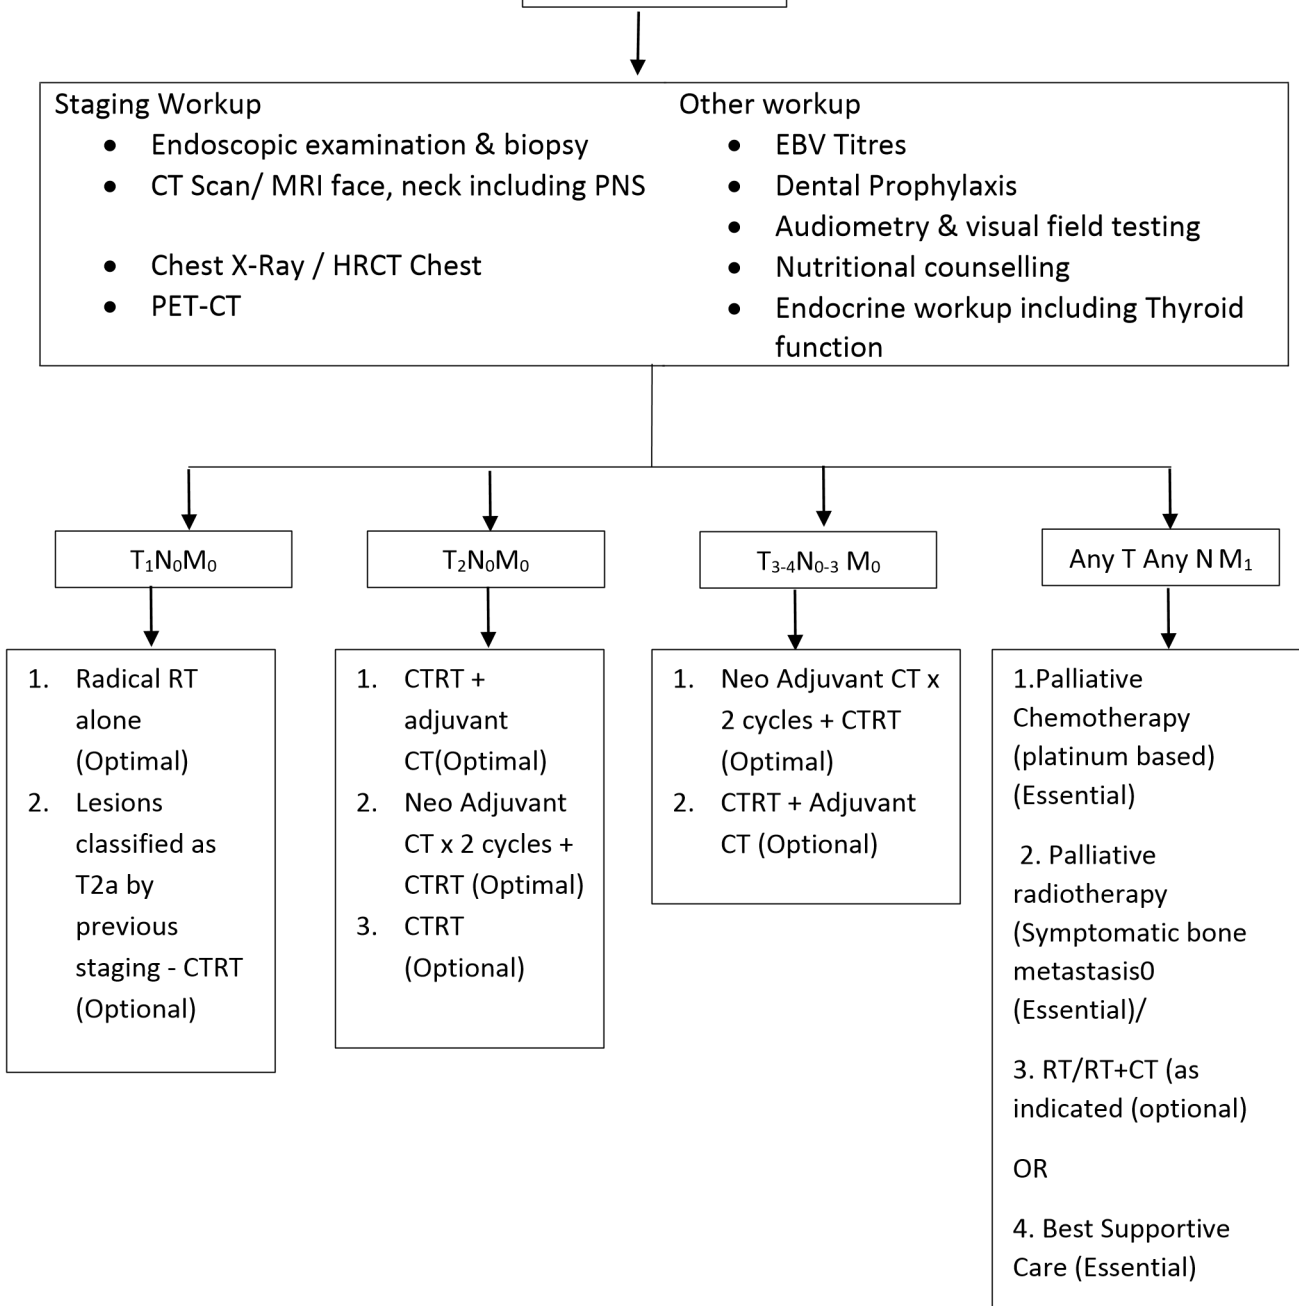 Staging Workup
• Endoscopic examination & biopsy
• CT Scan/ MRI face, neck including PNS
• Chest X-Ray / HRCT Chest
• PET-CT
Other workup
• EBV Titres
• Dental Prophylaxis
• Audiometry & visual field testing
• Nutritional counselling
• Endocrine workup including Thyroid
function
T₁N₀M₀
T₂N₀M₀
T₃₋₄N₀₋₃ M₀
Any T Any N M₁
1. Radical RT
alone
(Optimal)
2. Lesions
classified as
T2a by
previous
staging - CTRT
(Optional)
1. CTRT +
adjuvant
CT(Optimal)
2. Neo Adjuvant
CT x 2 cycles +
CTRT (Optimal)
3. CTRT
(Optional)
1. Neo Adjuvant CT x
2 cycles + CTRT
(Optimal)
2. CTRT + Adjuvant
CT (Optional)
1.Palliative
Chemotherapy
(platinum based)
(Essential)
2. Palliative
radiotherapy
(Symptomatic bone
metastasis0
(Essential)/
3. RT/RT+CT (as
indicated (optional)
OR
4. Best Supportive
Care (Essential)